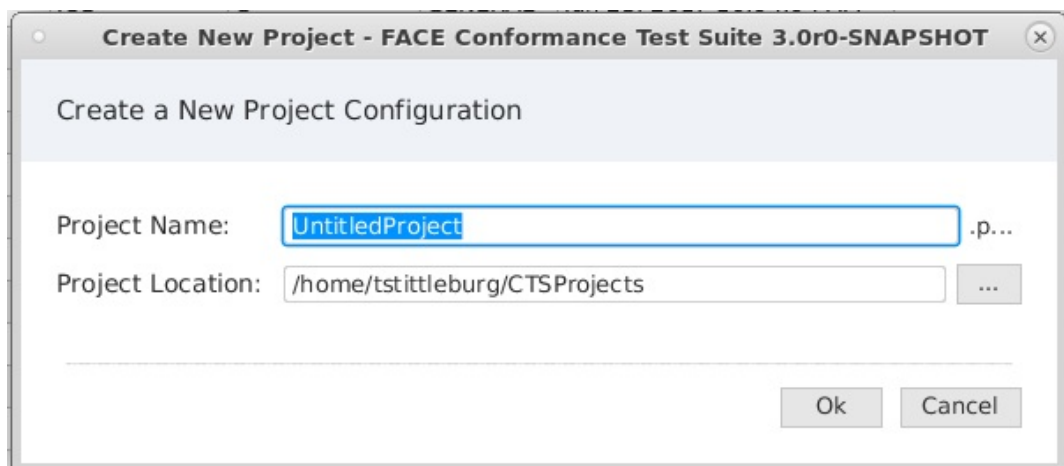 Create New Project - FACE Conformance Test Suite 3.0r0-SNAPSHOT
Create a New Project Configuration
Project Name: UntitledProject .p...
Project Location: /home/tstittleburg/CTSProjects ...
Ok Cancel